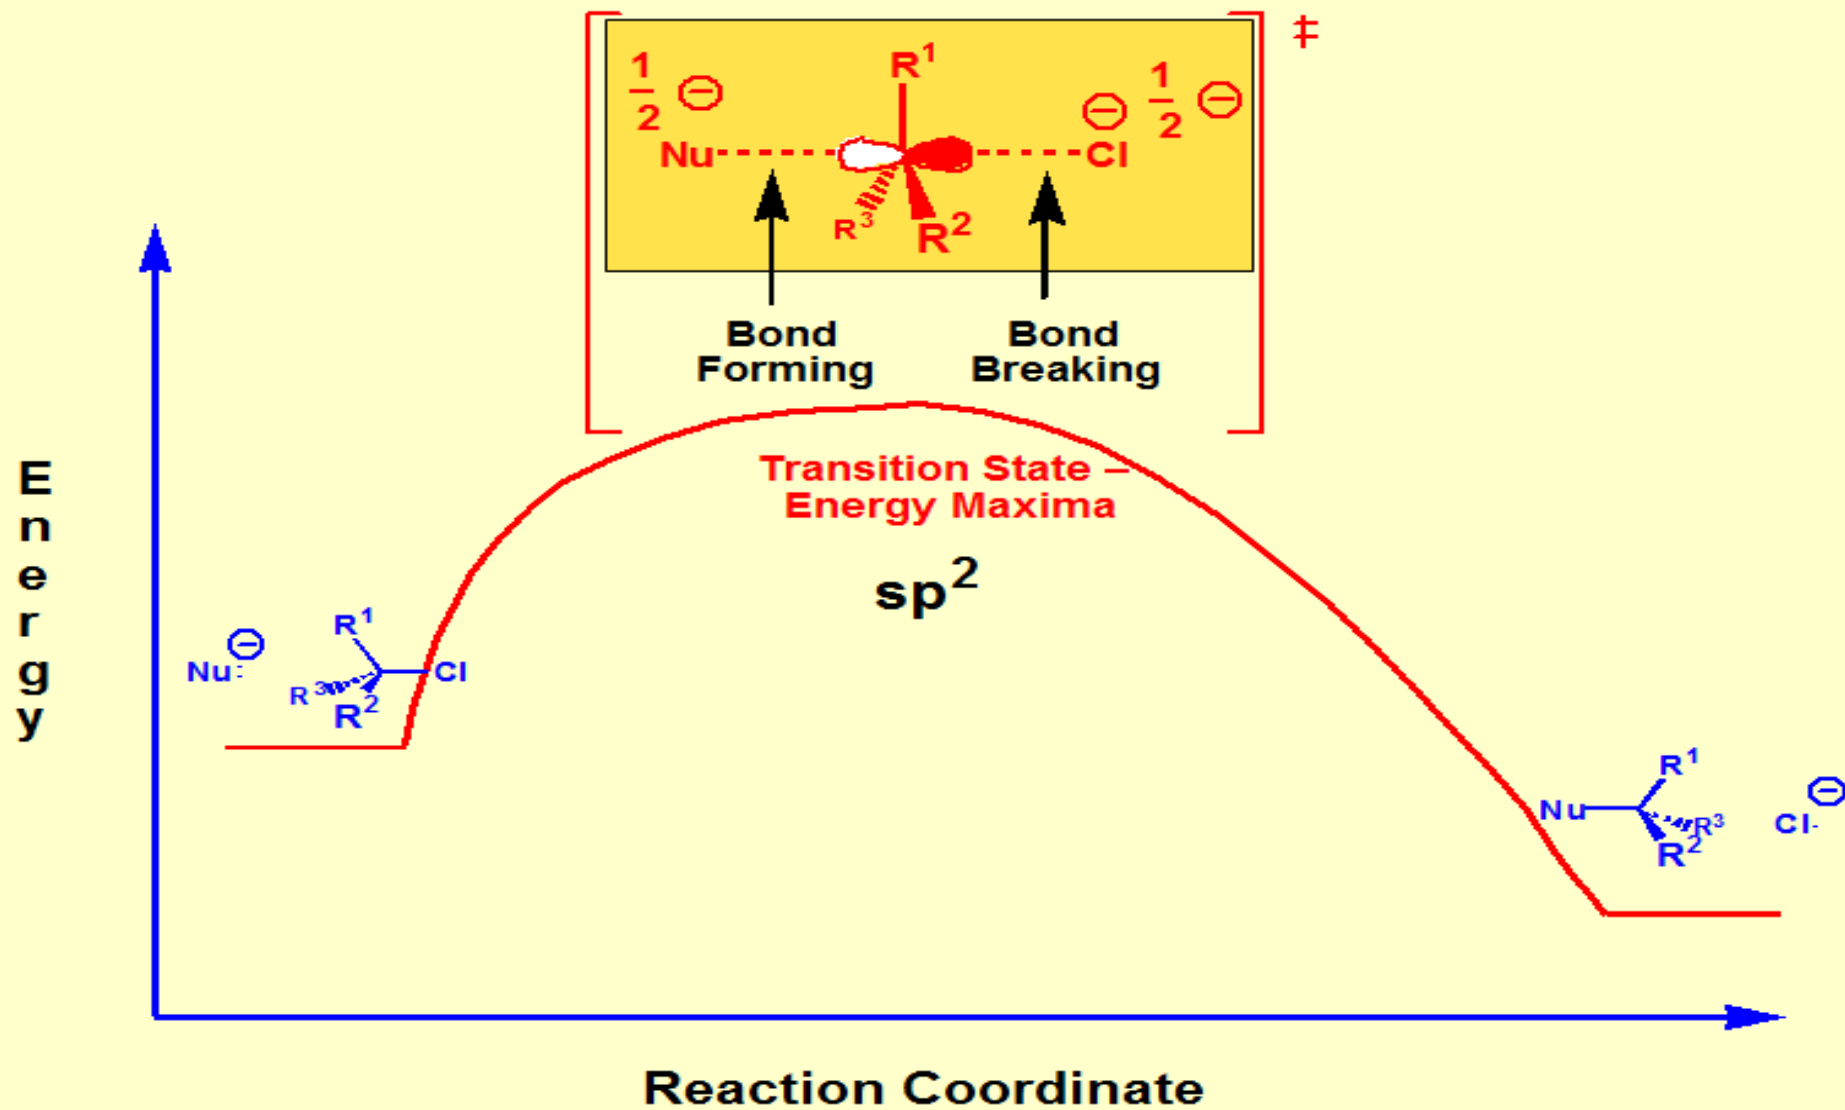 R¹
1/2 ⊖
⊖ 1/2 ⊖
‡
Nu
Cl
R³
R²
Bond
Forming
Bond
Breaking
Transition State –
Energy Maxima
sp²
Energy
Nu: ⊖
R¹
R³
R²
Cl
Nu
R¹
R³
R²
Cl· ⊖
Reaction Coordinate